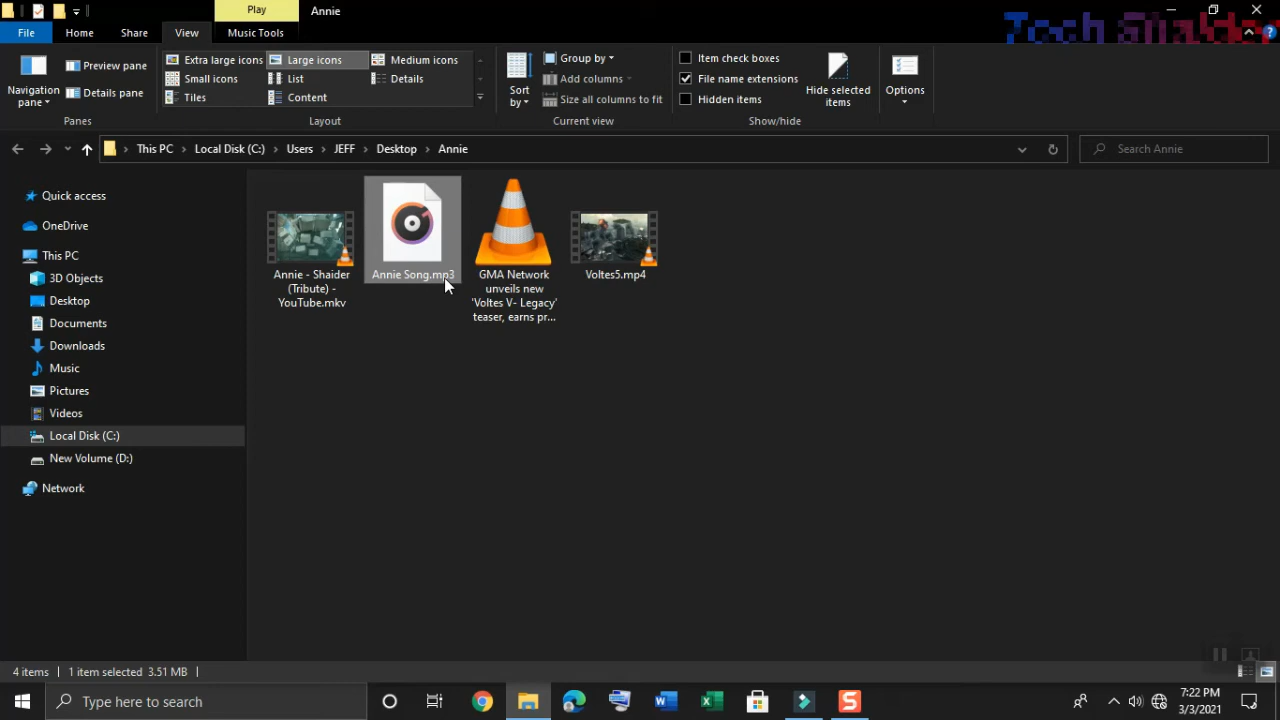 Play
Annie
Tech Shaider
File
Home
Share
View
Music Tools
Navigation pane
Preview pane
Details pane
Panes
Extra large icons
Large icons
Medium icons
Small icons
List
Details
Tiles
Content
Layout
Sort by
Group by
Add columns
Size all columns to fit
Current view
Item check boxes
File name extensions
Hidden items
Hide selected items
Show/hide
Options
This PC
Local Disk (C:)
Users
JEFF
Desktop
Annie
Search Annie
Quick access
OneDrive
This PC
3D Objects
Desktop
Documents
Downloads
Music
Pictures
Videos
Local Disk (C:)
New Volume (D:)
Network
Annie - Shaider
(Tribute) -
YouTube.mkv
Annie Song.mp3
GMA Network
unveils new
'Voltes V- Legacy'
teaser, earns pr...
Voltes5.mp4
4 items
1 item selected 3.51 MB
Type here to search
7:22 PM
3/3/2021